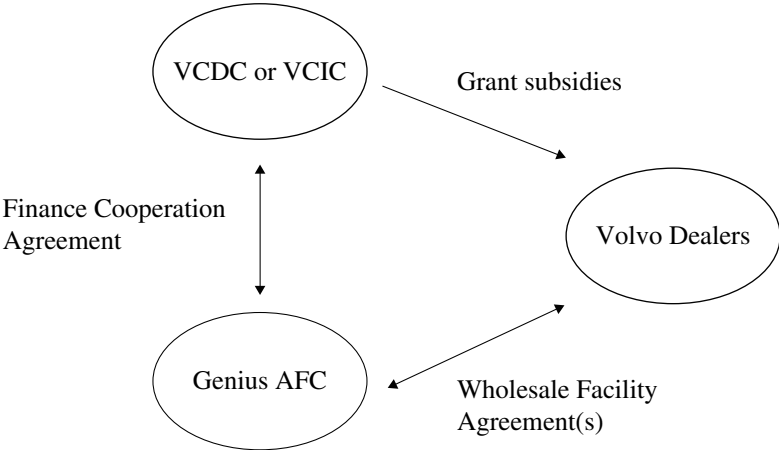 VCDC or VCIC
Grant subsidies
Finance Cooperation
Agreement
Volvo Dealers
Genius AFC
Wholesale Facility
Agreement(s)